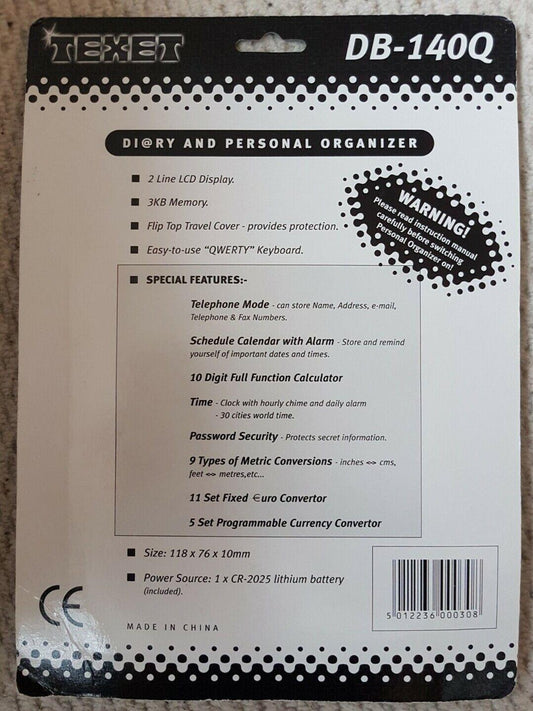 TEXET
DB-140Q
DI@RY AND PERSONAL ORGANIZER
2 Line LCD Display.
3KB Memory.
Flip Top Travel Cover - provides protection.
Easy-to-use “QWERTY” Keyboard.
WARNING!
Please read instruction manual
carefully before switching
Personal Organizer on!
SPECIAL FEATURES:-
Telephone Mode - can store Name, Address, e-mail,
Telephone & Fax Numbers.
Schedule Calendar with Alarm - Store and remind
yourself of important dates and times.
10 Digit Full Function Calculator
Time - Clock with hourly chime and daily alarm
- 30 cities world time.
Password Security - Protects secret information.
9 Types of Metric Conversions - inches <-> cms,
feet <-> metres,etc...
11 Set Fixed €uro Convertor
5 Set Programmable Currency Convertor
Size: 118 x 76 x 10mm
Power Source: 1 x CR-2025 lithium battery
(included).
CE
MADE IN CHINA
5 012236 000308